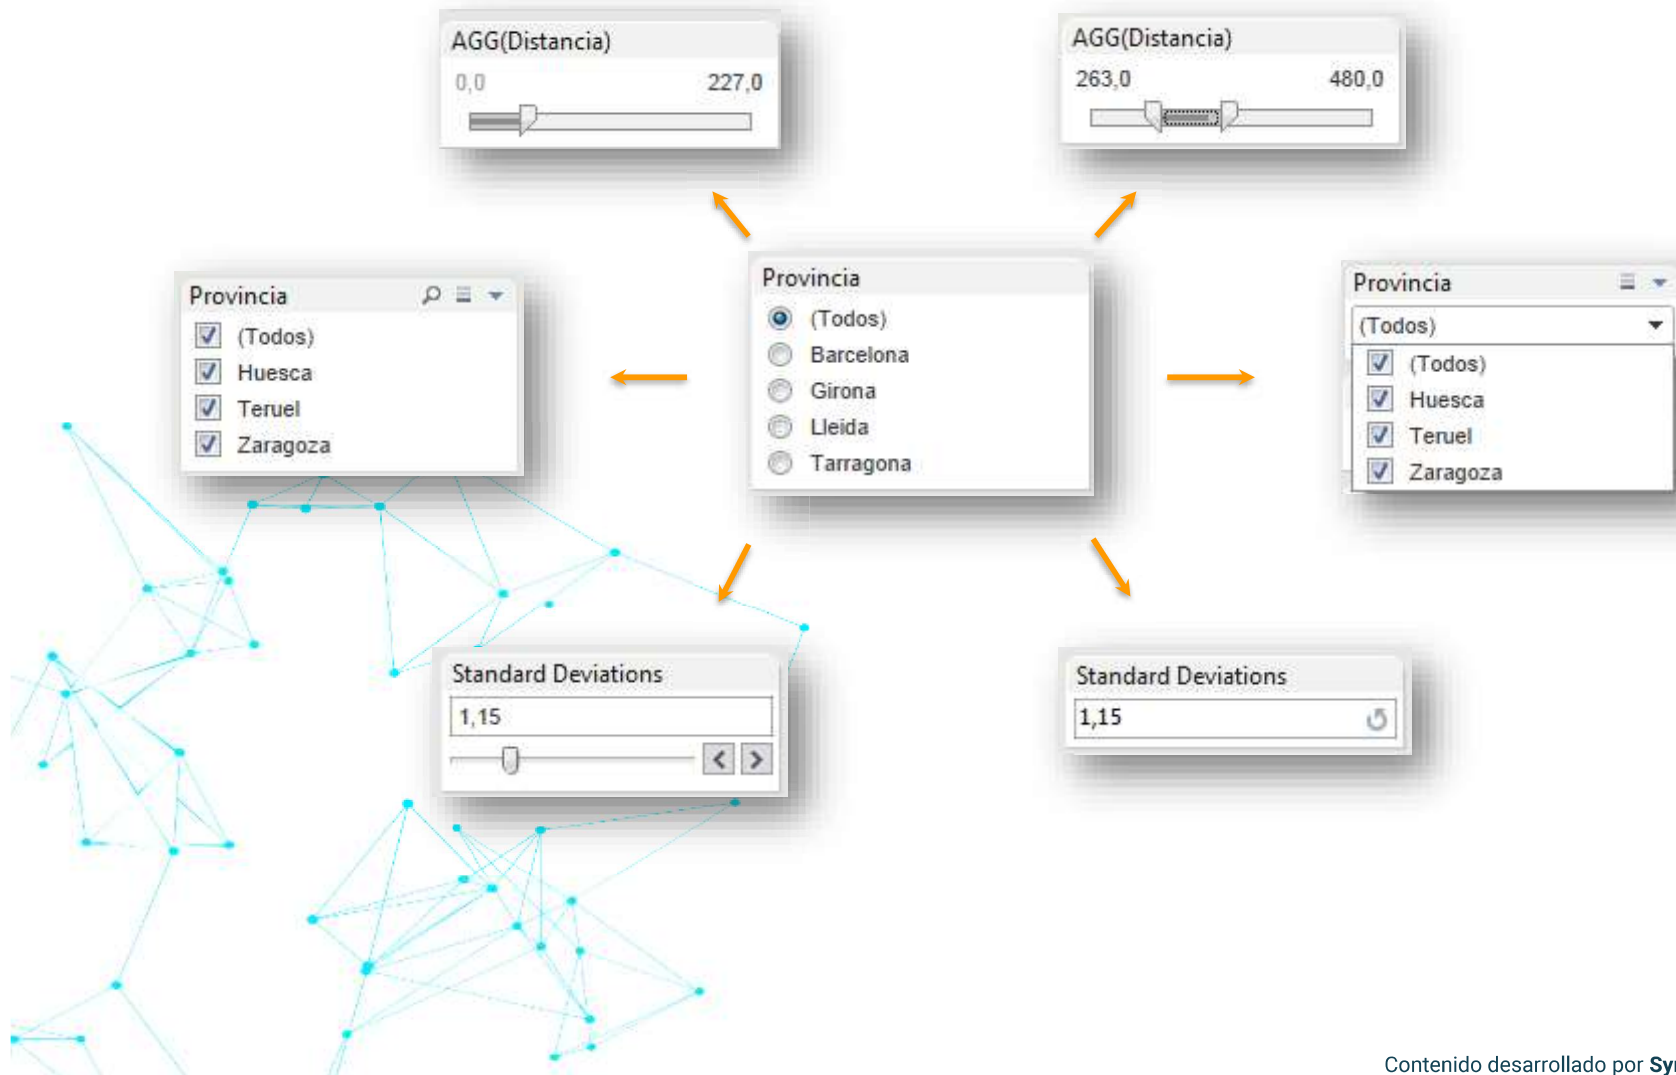 AGG(Distancia)
0,0 227,0
AGG(Distancia)
263,0 480,0
Provincia
(Todos)
Huesca
Teruel
Zaragoza
Provincia
(Todos)
Barcelona
Girona
Lleida
Tarragona
Provincia
(Todos)
(Todos)
Huesca
Teruel
Zaragoza
Standard Deviations
1,15
Standard Deviations
1,15
Contenido desarrollado por